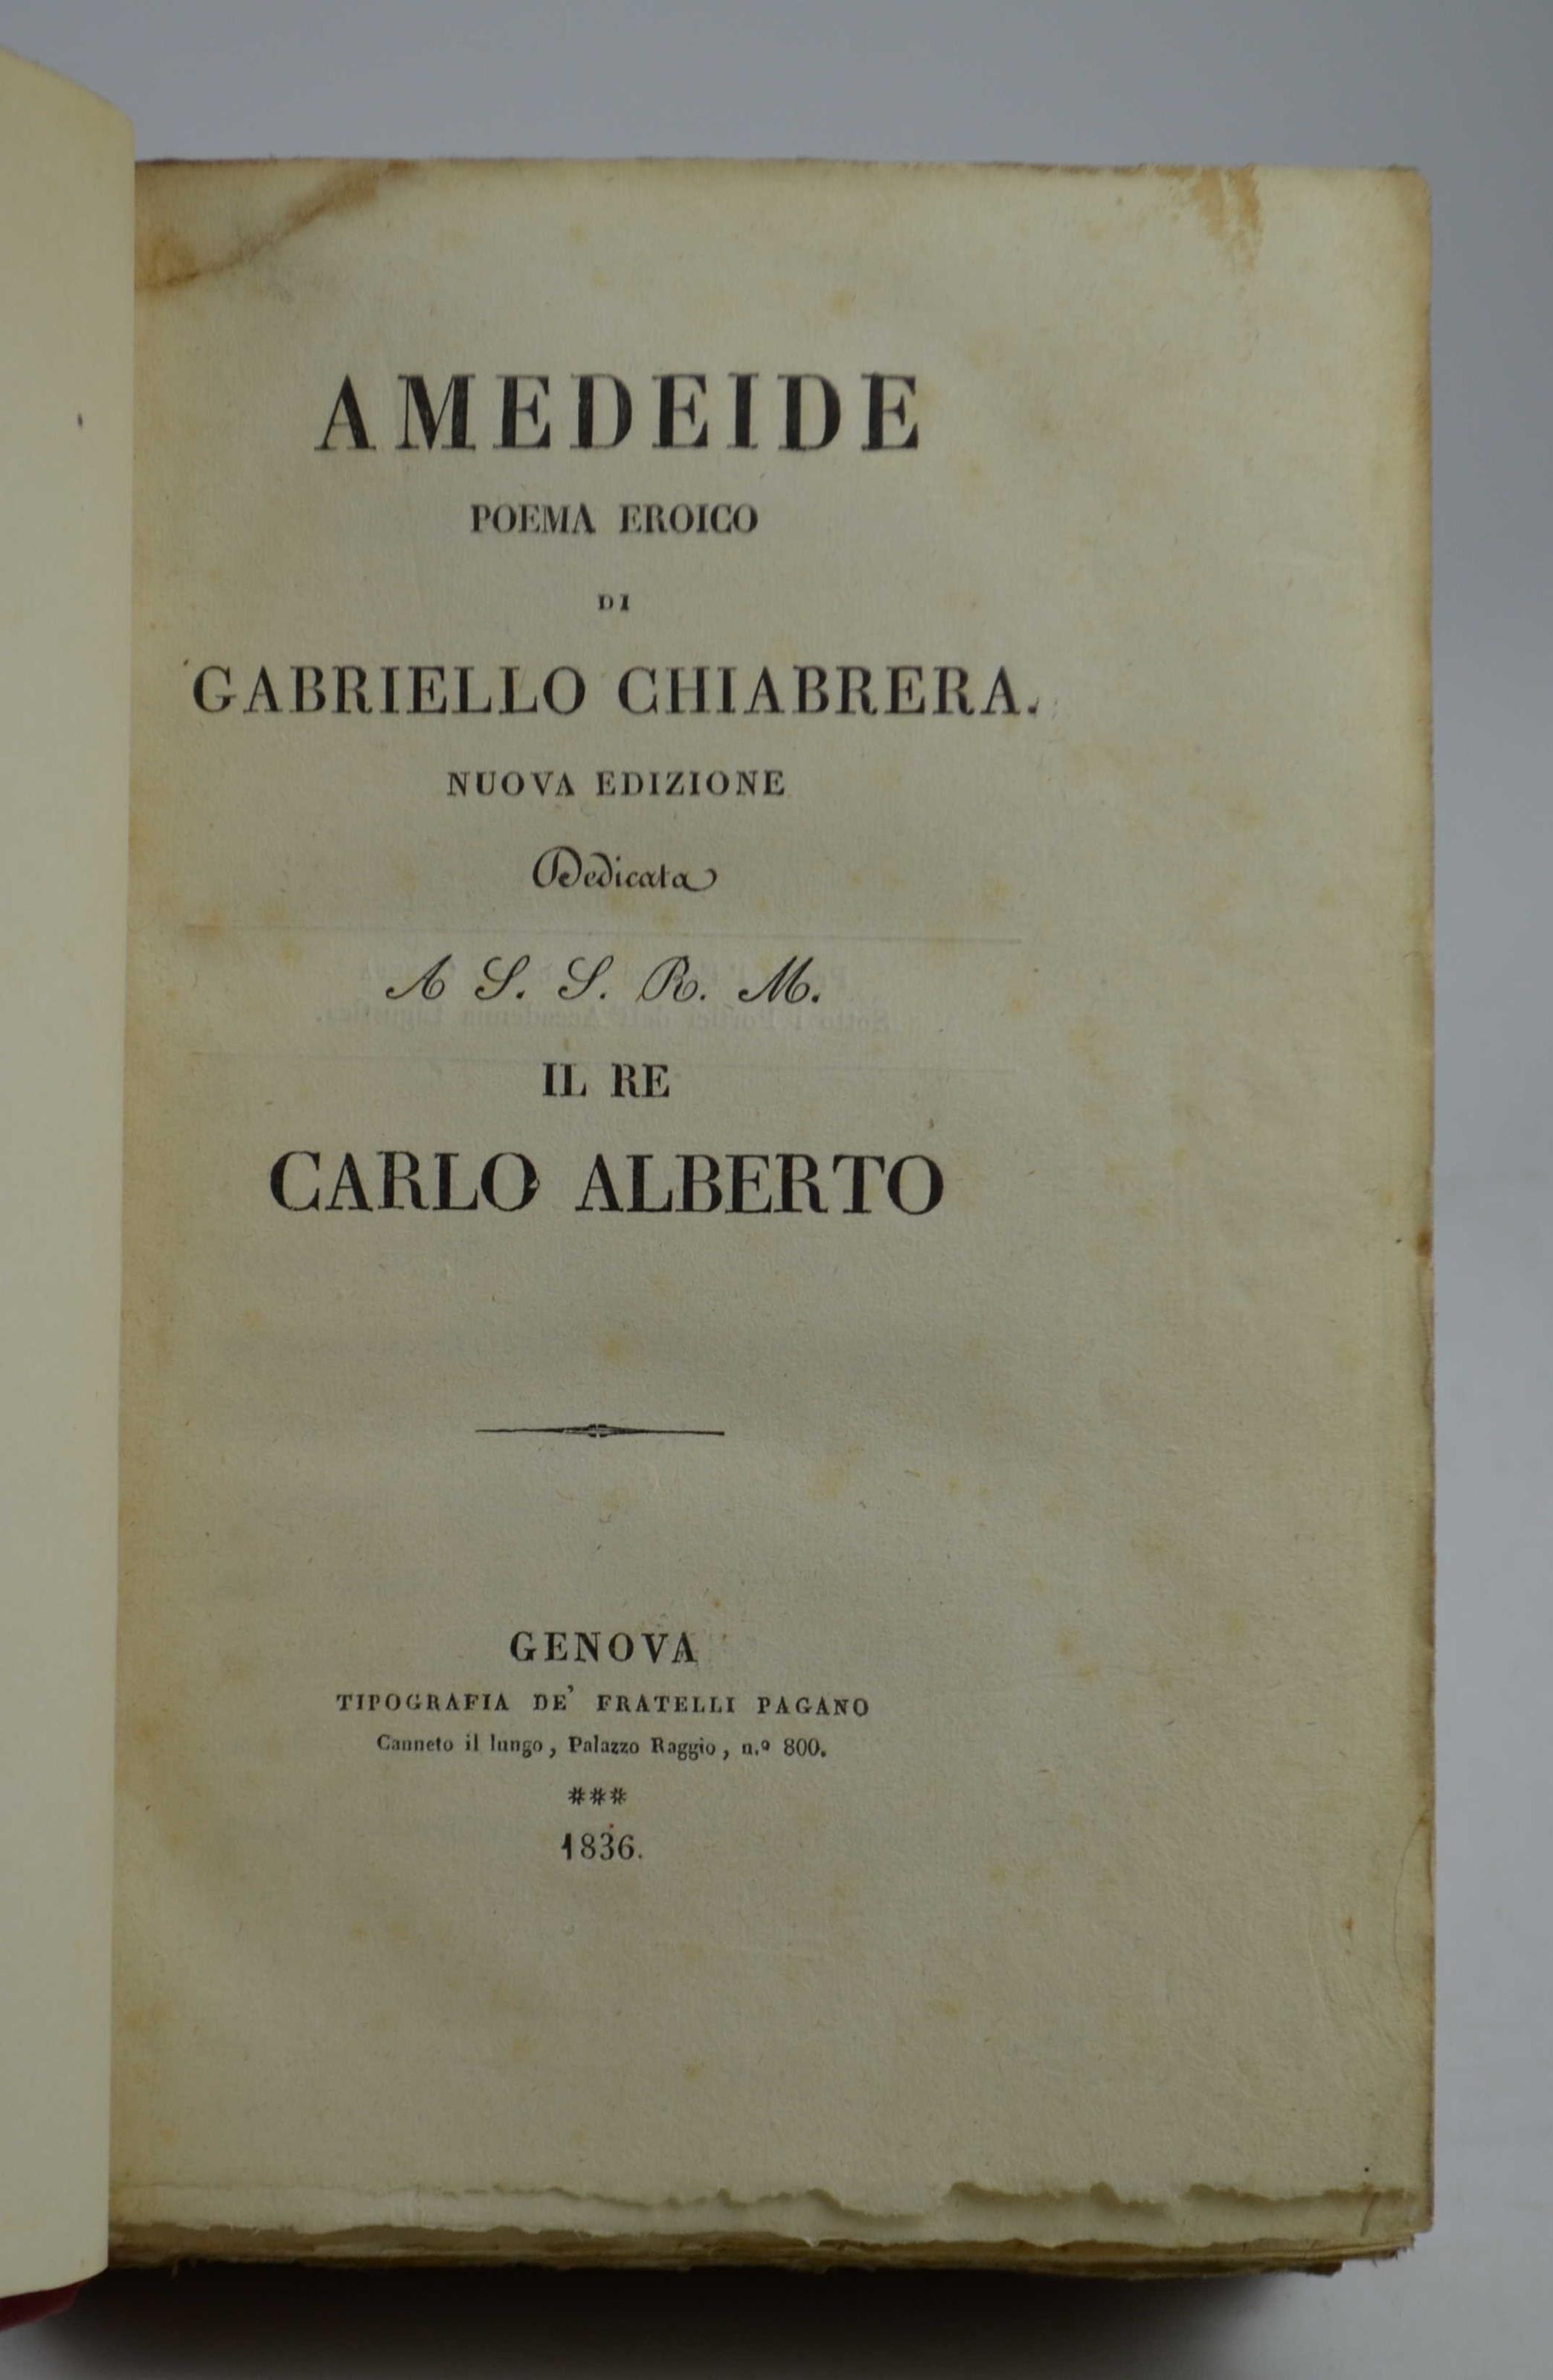 AMEDEIDE
POEMA EROICO
DI
GABRIELLO CHIABRERA.
NUOVA EDIZIONE
Dedicata
A S. S. R. M.
IL RE
CARLO ALBERTO
GENOVA
TIPOGRAFIA DE' FRATELLI PAGANO
Canneto il lungo, Palazzo Raggio, n.º 800.
***
1836.